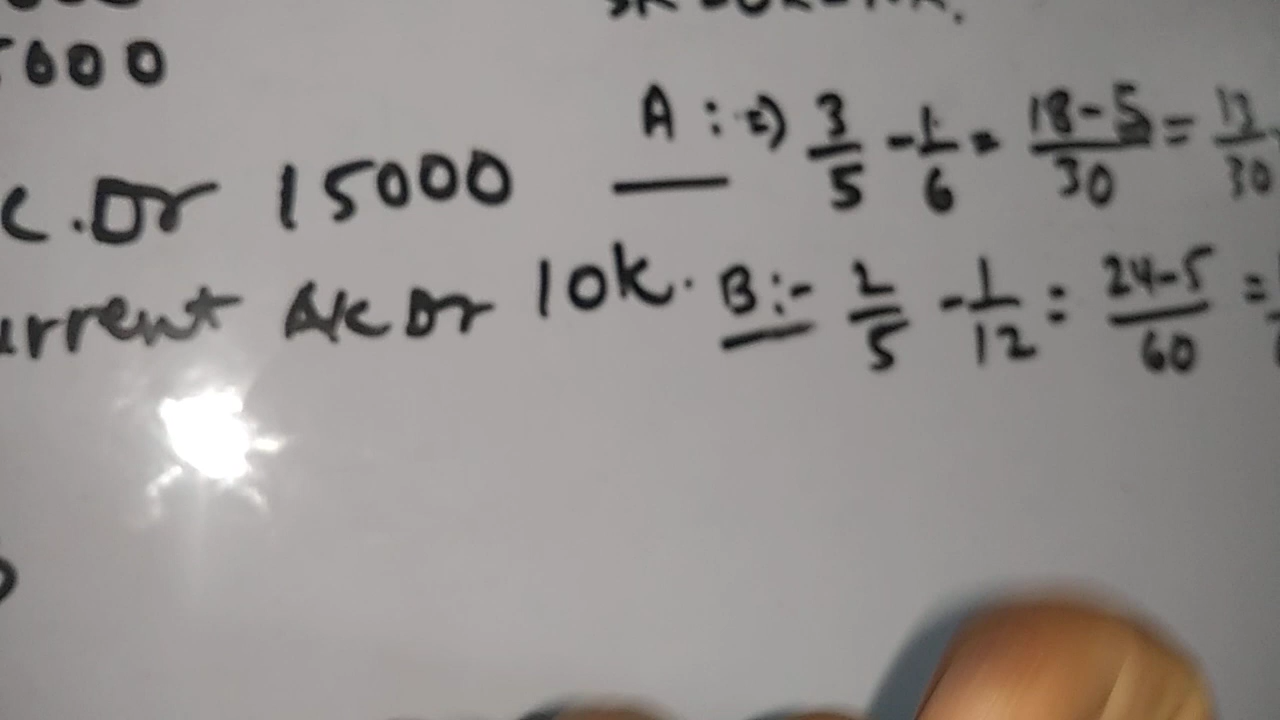 5000
C. Dr 15000
urrent A/c Dr 10k.
A :⇒ 3/5 - 1/6 = 18-5/30 = 13/30
B :- 2/5 - 1/12 = 24-5/60 =